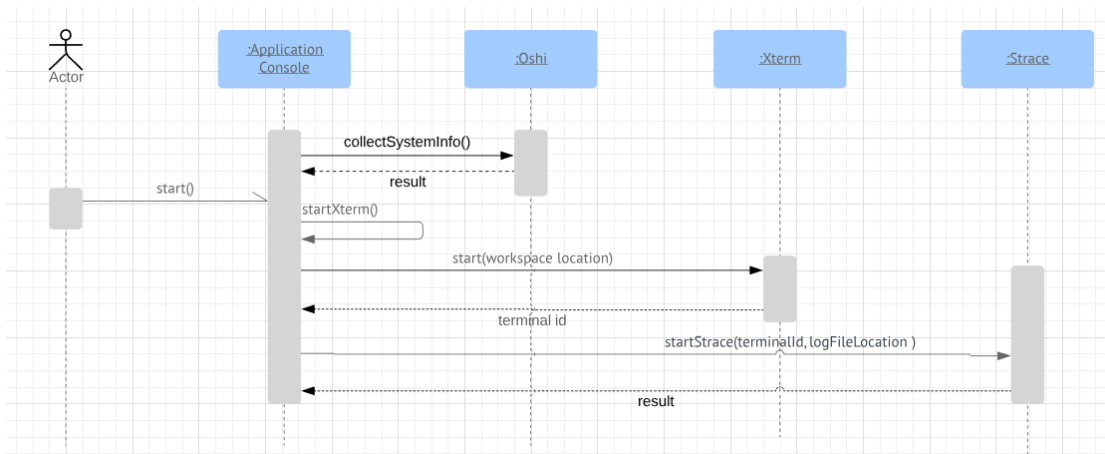 :Application
Console
:Oshi
:Xterm
:Strace
Actor
collectSystemInfo()
result
start()
startXterm()
start(workspace location)
terminal id
startStrace(terminalId, logFileLocation )
result